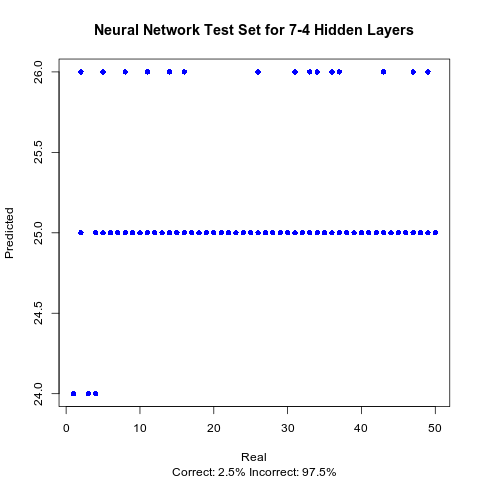 Neural Network Test Set for 7-4 Hidden Layers
26.0
25.5
25.0
24.5
24.0
Predicted
0 10 20 30 40 50
Real
Correct: 2.5% Incorrect: 97.5%